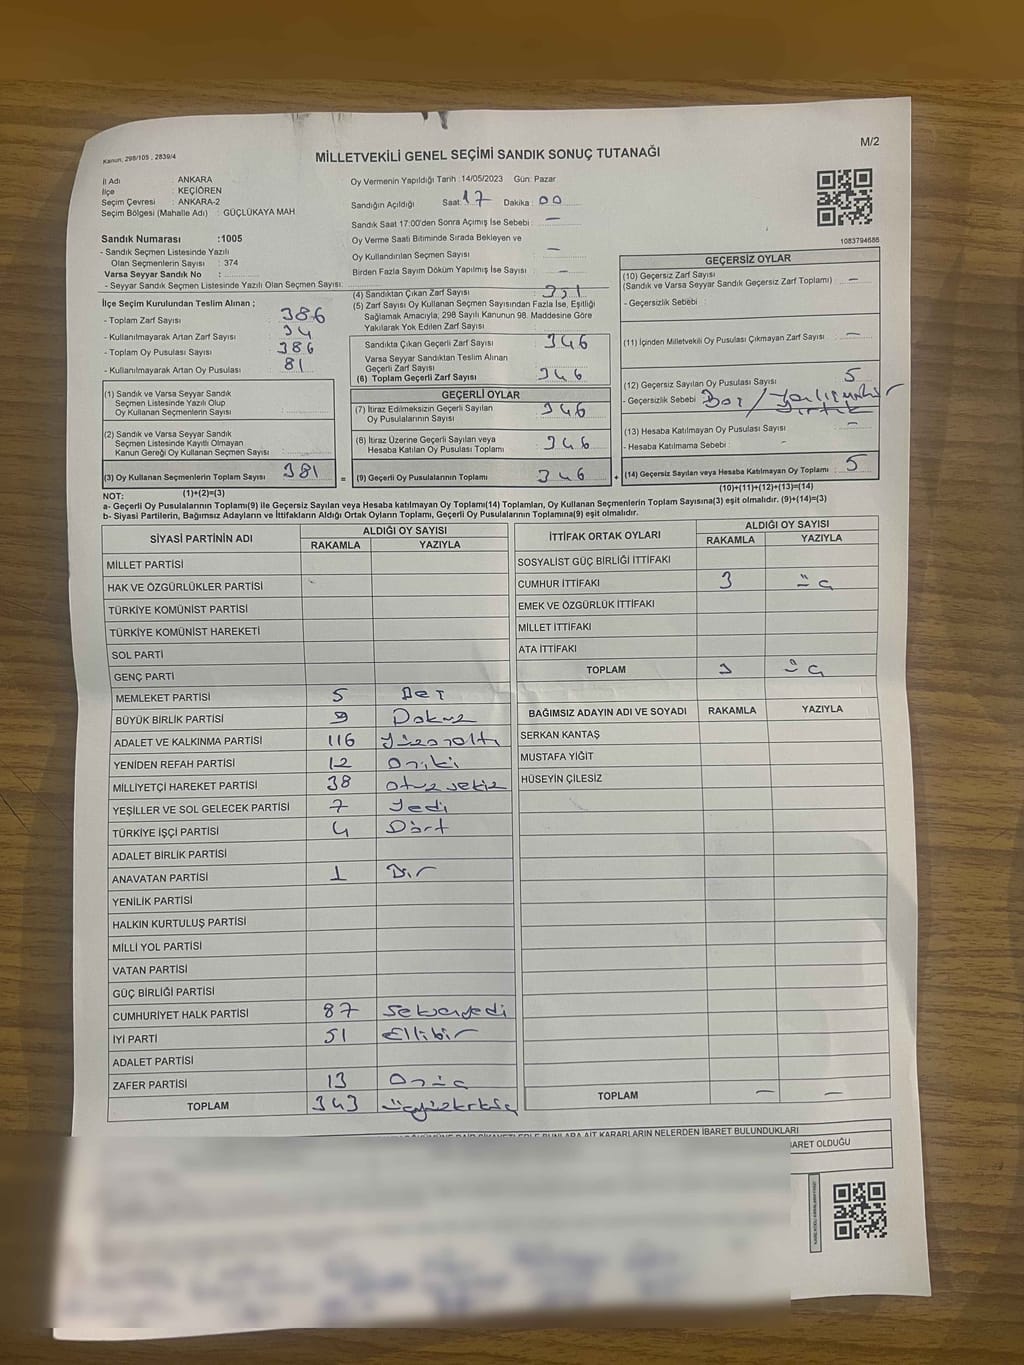 Kanun, 298/105 , 2839/4
M/2
MİLLETVEKİLİ GENEL SEÇİMİ SANDIK SONUÇ TUTANAĞI
İl Adı : ANKARA
İlçe : KEÇİÖREN
Seçim Çevresi : ANKARA-2
Seçim Bölgesi (Mahalle Adı) : GÜÇLÜKAYA MAH
Sandık Numarası :1005
- Sandık Seçmen Listesinde Yazılı
Olan Seçmenlerin Sayısı : 374
Varsa Seyyar Sandık No :
- Seyyar Sandık Seçmen Listesinde Yazılı Olan Seçmen Sayısı:
Oy Vermenin Yapıldığı Tarih :14/05/2023 Gün: Pazar
Sandığın Açıldığı Saat: 17 Dakika: 00
Sandık Saat 17:00'den Sonra Açımış İse Sebebi : —
Oy Verme Saati Bitiminde Sırada Bekleyen ve
Oy Kullandırılan Seçmen Sayısı —
Birden Fazla Sayım Döküm Yapılmış İse Sayısı : —
1083794686
İlçe Seçim Kurulundan Teslim Alınan ;
- Toplam Zarf Sayısı 386
- Kullanılmayarak Artan Zarf Sayısı : 34
- Toplam Oy Pusulası Sayısı : 386
- Kullanılmayarak Artan Oy Pusulası 81
(1) Sandık ve Varsa Seyyar Sandık
Seçmen Listesinde Yazılı Olup
Oy Kullanan Seçmenlerin Sayısı :
(2) Sandık ve Varsa Seyyar Sandık
Seçmen Listesinde Kayıtlı Olmayan
Kanun Gereği Oy Kullanan Seçmen Sayısı :
(3) Oy Kullanan Seçmenlerin Toplam Sayısı : 381
(4) Sandıktan Çıkan Zarf Sayısı : 351
(5) Zarf Sayısı Oy Kullanan Seçmen Sayısından Fazla İse, Eşitliği
Sağlamak Amacıyla, 298 Sayılı Kanunun 98. Maddesine Göre
Yakılarak Yok Edilen Zarf Sayısı :
Sandıkta Çıkan Geçerli Zarf Sayısı : 346
Varsa Seyyar Sandıktan Teslim Alınan
Geçerli Zarf Sayısı :
(6) Toplam Geçerli Zarf Sayısı : 346
GEÇERLİ OYLAR
(7) İtiraz Edilmeksizin Geçerli Sayılan
Oy Pusulası Sayısı : 346
(8) İtiraz Üzerine Geçerli Sayılan veya
Hesaba Katılan Oy Pusulası Toplamı : 346
= (9) Geçerli Oy Pusulalarının Toplamı : 346
GEÇERSİZ OYLAR
(10) Geçersiz Zarf Sayısı
(Sandık ve Varsa Seyyar Sandık Geçersiz Zarf Toplamı) : —
- Geçersizlik Sebebi :
(11) İçinden Milletvekili Oy Pusulası Çıkmayan Zarf Sayısı : —
(12) Geçersiz Sayılan Oy Pusulası Sayısı : 5
- Geçersizlik Sebebi : Boş / Yırtık
(13) Hesaba Katılmayan Oy Pusulası Sayısı : —
- Hesaba Katılmama Sebebi : -
+ (14) Geçersiz Sayılan veya Hesaba Katılmayan Oy Toplamı : 5
NOT: (1)+(2)=(3)
(10)+(11)+(12)+(13)=(14)
a- Geçerli Oy Pusulalarının Toplamı(9) ile Geçersiz Sayılan veya Hesaba katılmayan Oy Toplamı(14) Toplamları, Oy Kullanan Seçmenlerin Toplam Sayısına(3) eşit olmalıdır. (9)+(14)=(3)
b- Siyasi Partilerin, Bağımsız Adayların ve İttifakların Aldığı Ortak Oyların Toplamı, Geçerli Oy Pusulalarının Toplamına(9) eşit olmalıdır.
SİYASİ PARTİNİN ADI ALDIĞI OY SAYISI
RAKAMLA YAZIYLA
MİLLET PARTİSİ
HAK VE ÖZGÜRLÜKLER PARTİSİ
TÜRKİYE KOMÜNİST PARTİSİ
TÜRKİYE KOMÜNİST HAREKETİ
SOL PARTİ
GENÇ PARTİ
MEMLEKET PARTİSİ 5 Beş
BÜYÜK BİRLİK PARTİSİ 9 Dokuz
ADALET VE KALKINMA PARTİSİ 116 Yüzonaltı
YENİDEN REFAH PARTİSİ 12 Oniki
MİLLİYETÇİ HAREKET PARTİSİ 38 otuzsekiz
YEŞİLLER VE SOL GELECEK PARTİSİ 7 Yedi
TÜRKİYE İŞÇİ PARTİSİ 4 Dört
ADALET BİRLİK PARTİSİ
ANAVATAN PARTİSİ 1 Bir
YENİLİK PARTİSİ
HALKIN KURTULUŞ PARTİSİ
MİLLİ YOL PARTİSİ
VATAN PARTİSİ
GÜÇ BİRLİĞİ PARTİSİ
CUMHURİYET HALK PARTİSİ 87 Seksenyedi
İYİ PARTİ 51 Ellibir
ADALET PARTİSİ
ZAFER PARTİSİ 13 Onüç
TOPLAM 343 üçyüzkırküç
İTTİFAK ORTAK OYLARI ALDIĞI OY SAYISI
RAKAMLA YAZIYLA
SOSYALİST GÜÇ BİRLİĞİ İTTİFAKI
CUMHUR İTTİFAKI 3 üç
EMEK VE ÖZGÜRLÜK İTTİFAKI
MİLLET İTTİFAKI
ATA İTTİFAKI
TOPLAM 3 üç
BAĞIMSIZ ADAYIN ADI VE SOYADI RAKAMLA YAZIYLA
SERKAN KANTAŞ
MUSTAFA YİĞİT
HÜSEYİN ÇİLESİZ
TOPLAM — —
BUNLARA AİT KARARLARIN NELERDEN İBARET BULUNDUKLARI
BARET OLDUĞU